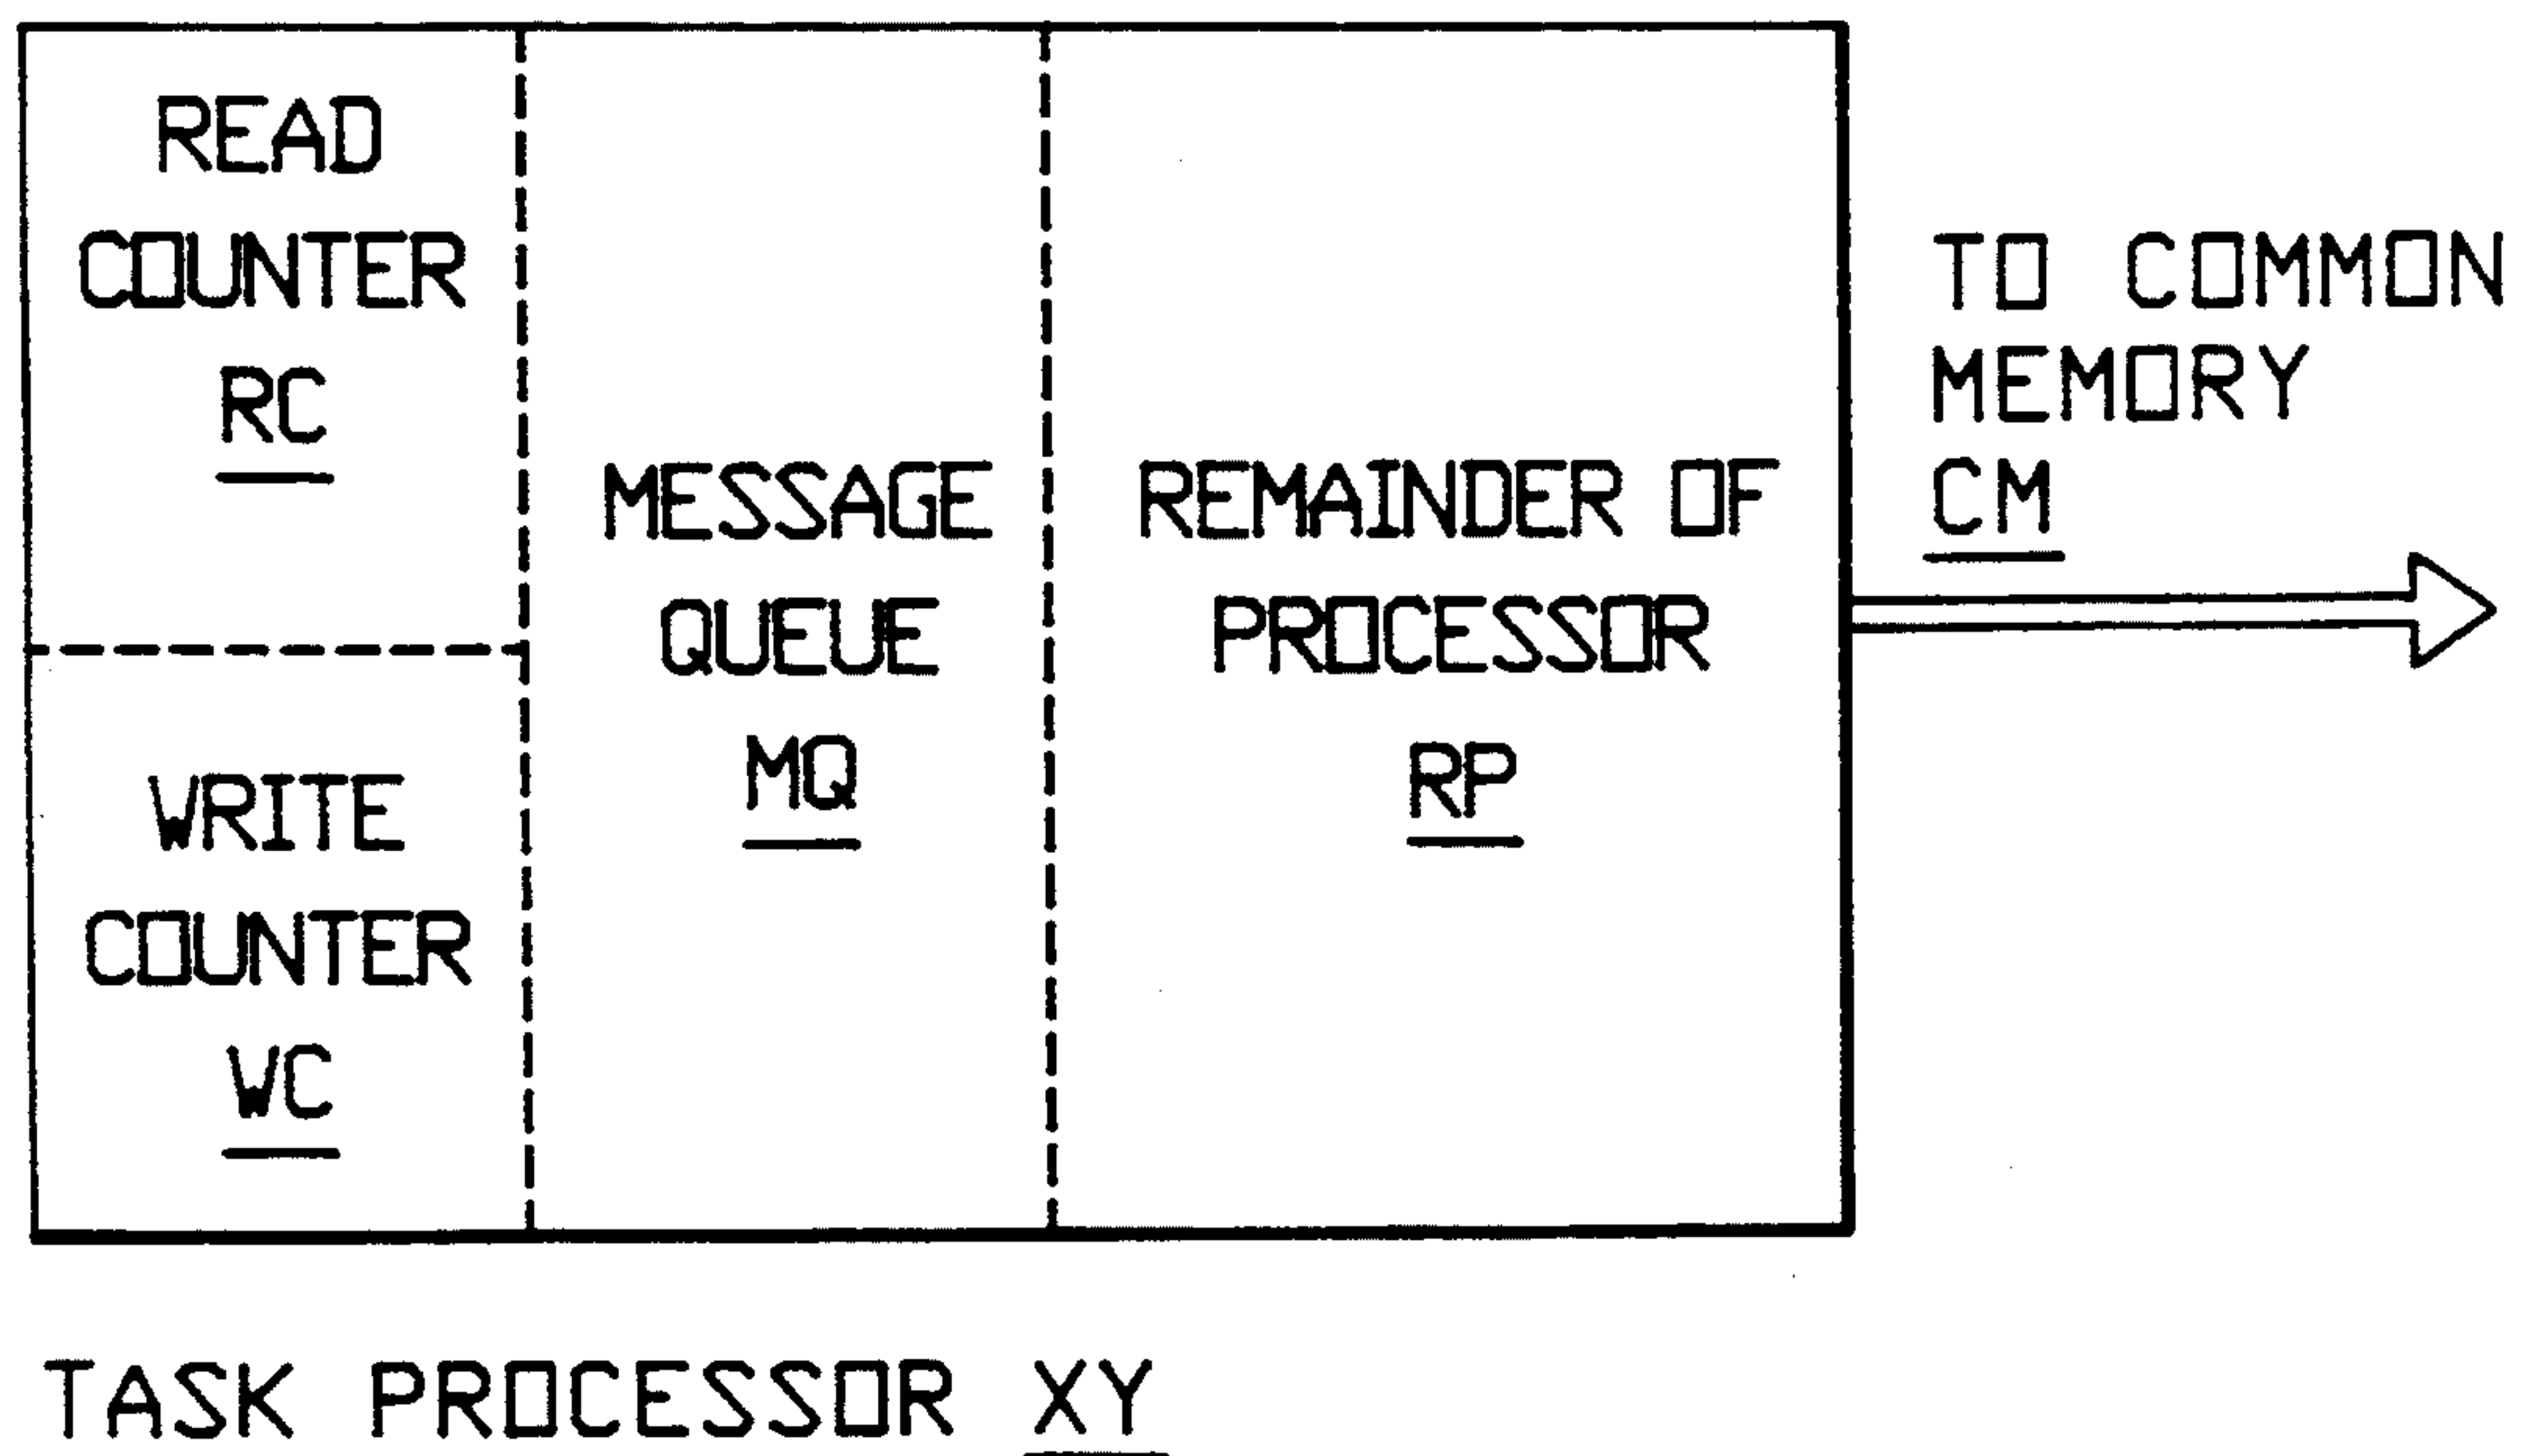 READ
COUNTER
RC
WRITE
COUNTER
WC
MESSAGE
QUEUE
MQ
REMAINDER OF
PROCESSOR
RP
TO COMMON
MEMORY
CM
TASK PROCESSOR XY